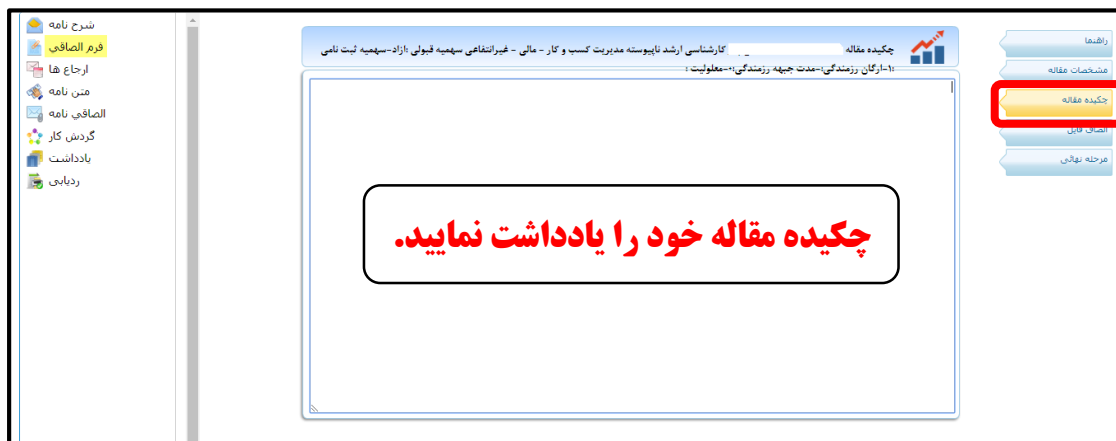 راهنما
مشخصات مقاله
چکیده مقاله
الصاق فایل
مرحله نهائی
چکیده مقاله کارشناسی ارشد ناپیوسته مدیریت کسب و کار - مالی - غیرانتفاعی سهمیه قبولی :ازاد-سهمیه ثبت نامی
:۱-ارگان رزمندگی:-مدت جبهه رزمندگی:۰-معلولیت :
چکیده مقاله خود را یادداشت نمایید.
شرح نامه
فرم الصاقی
ارجاع ها
متن نامه
الصاقی نامه
گردش کار
یادداشت
ردیابی